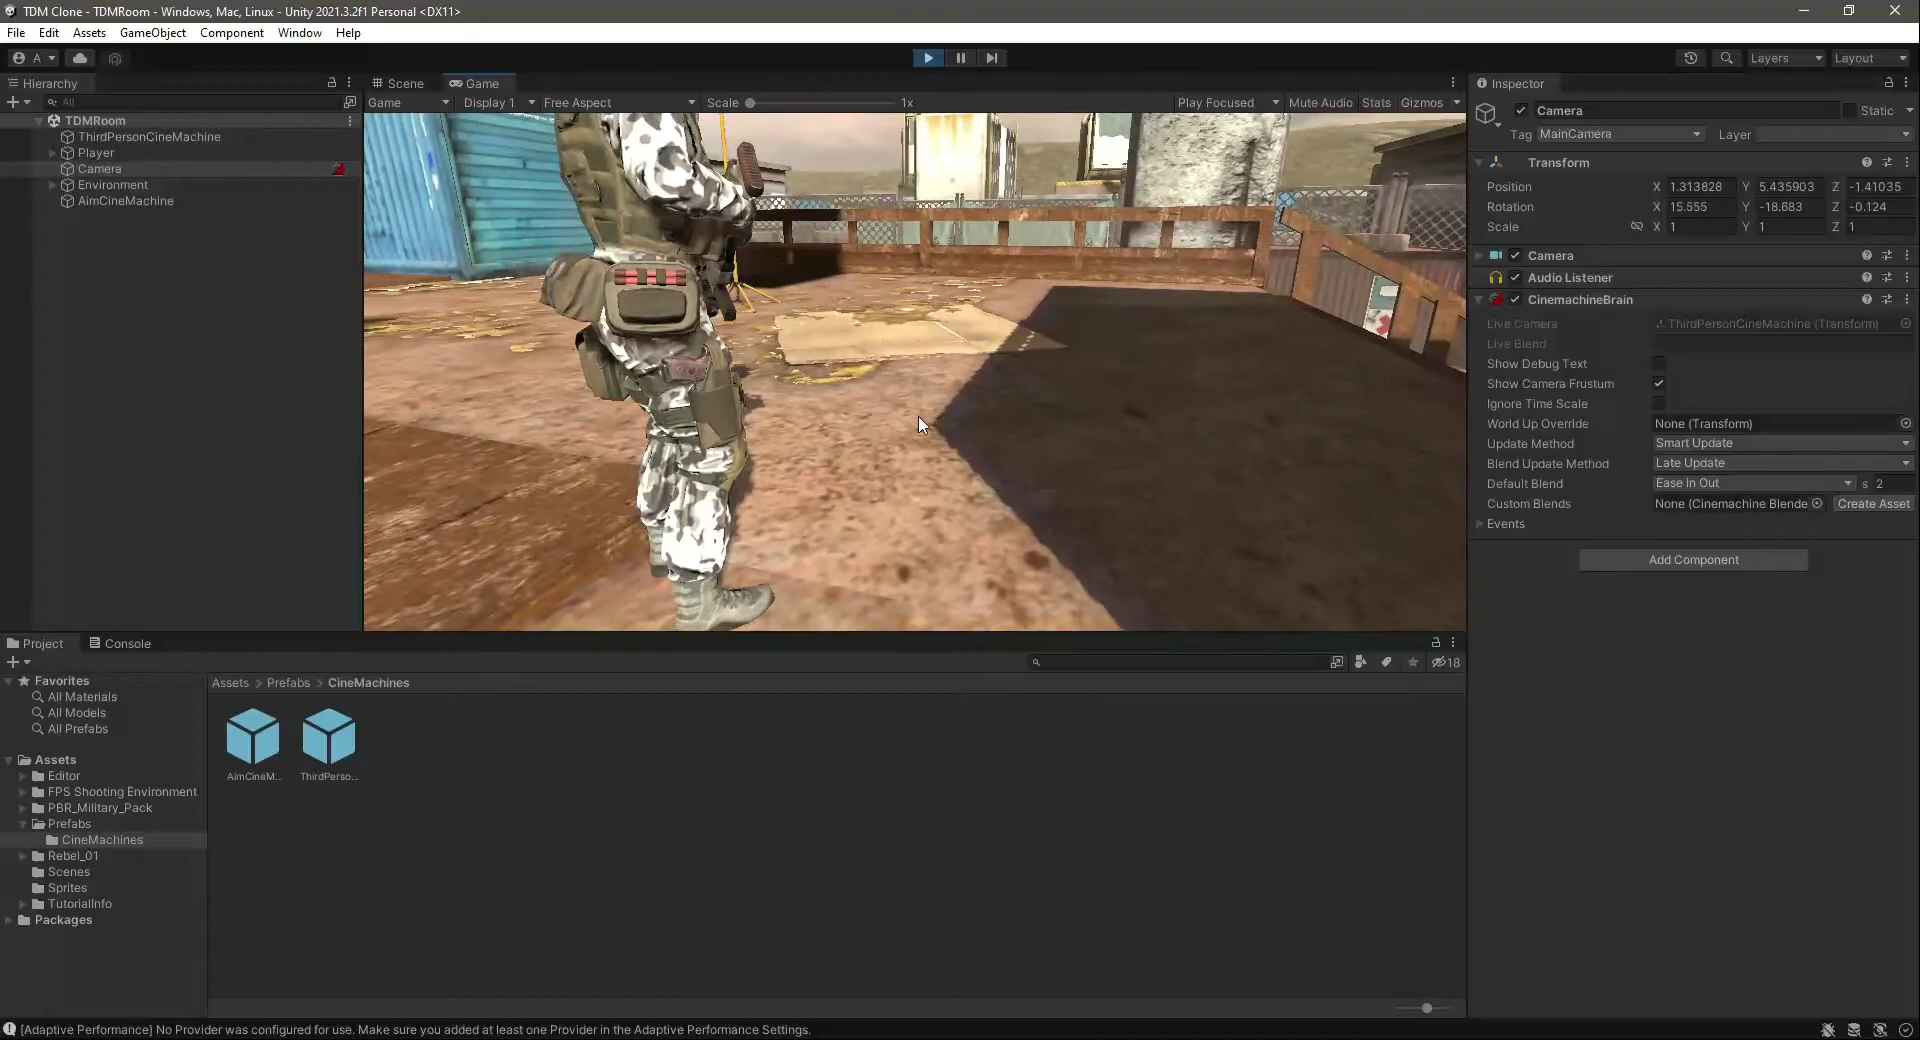 TDM Clone - TDMRoom - Windows, Mac, Linux - Unity 2021.3.2f1 Personal <DX11>
File Edit Assets GameObject Component Window Help
A Layers Layout
Hierarchy
All
TDMRoom
ThirdPersonCineMachine
Player
Camera
Environment
AimCineMachine
Scene Game
Game Display 1 Free Aspect Scale 1x Play Focused Mute Audio Stats Gizmos
Inspector
Camera Static
Tag MainCamera Layer
Transform
Position X 1.313828 Y 5.435903 Z -1.41035
Rotation X 15.555 Y -18.683 Z -0.124
Scale X 1 Y 1 Z 1
Camera
Audio Listener
CinemachineBrain
Live Camera ThirdPersonCineMachine (Transform)
Live Blend
Show Debug Text
Show Camera Frustum
Ignore Time Scale
World Up Override None (Transform)
Update Method Smart Update
Blend Update Method Late Update
Default Blend Ease In Out s 2
Custom Blends None (Cinemachine Blende Create Asset
Events
Add Component
Project Console
18
Favorites
All Materials
All Models
All Prefabs
Assets
Editor
FPS Shooting Environment
PBR_Military_Pack
Prefabs
CineMachines
Rebel_01
Scenes
Sprites
TutorialInfo
Packages
Assets > Prefabs > CineMachines
AimCineM... ThirdPerso...
[Adaptive Performance] No Provider was configured for use. Make sure you added at least one Provider in the Adaptive Performance Settings.